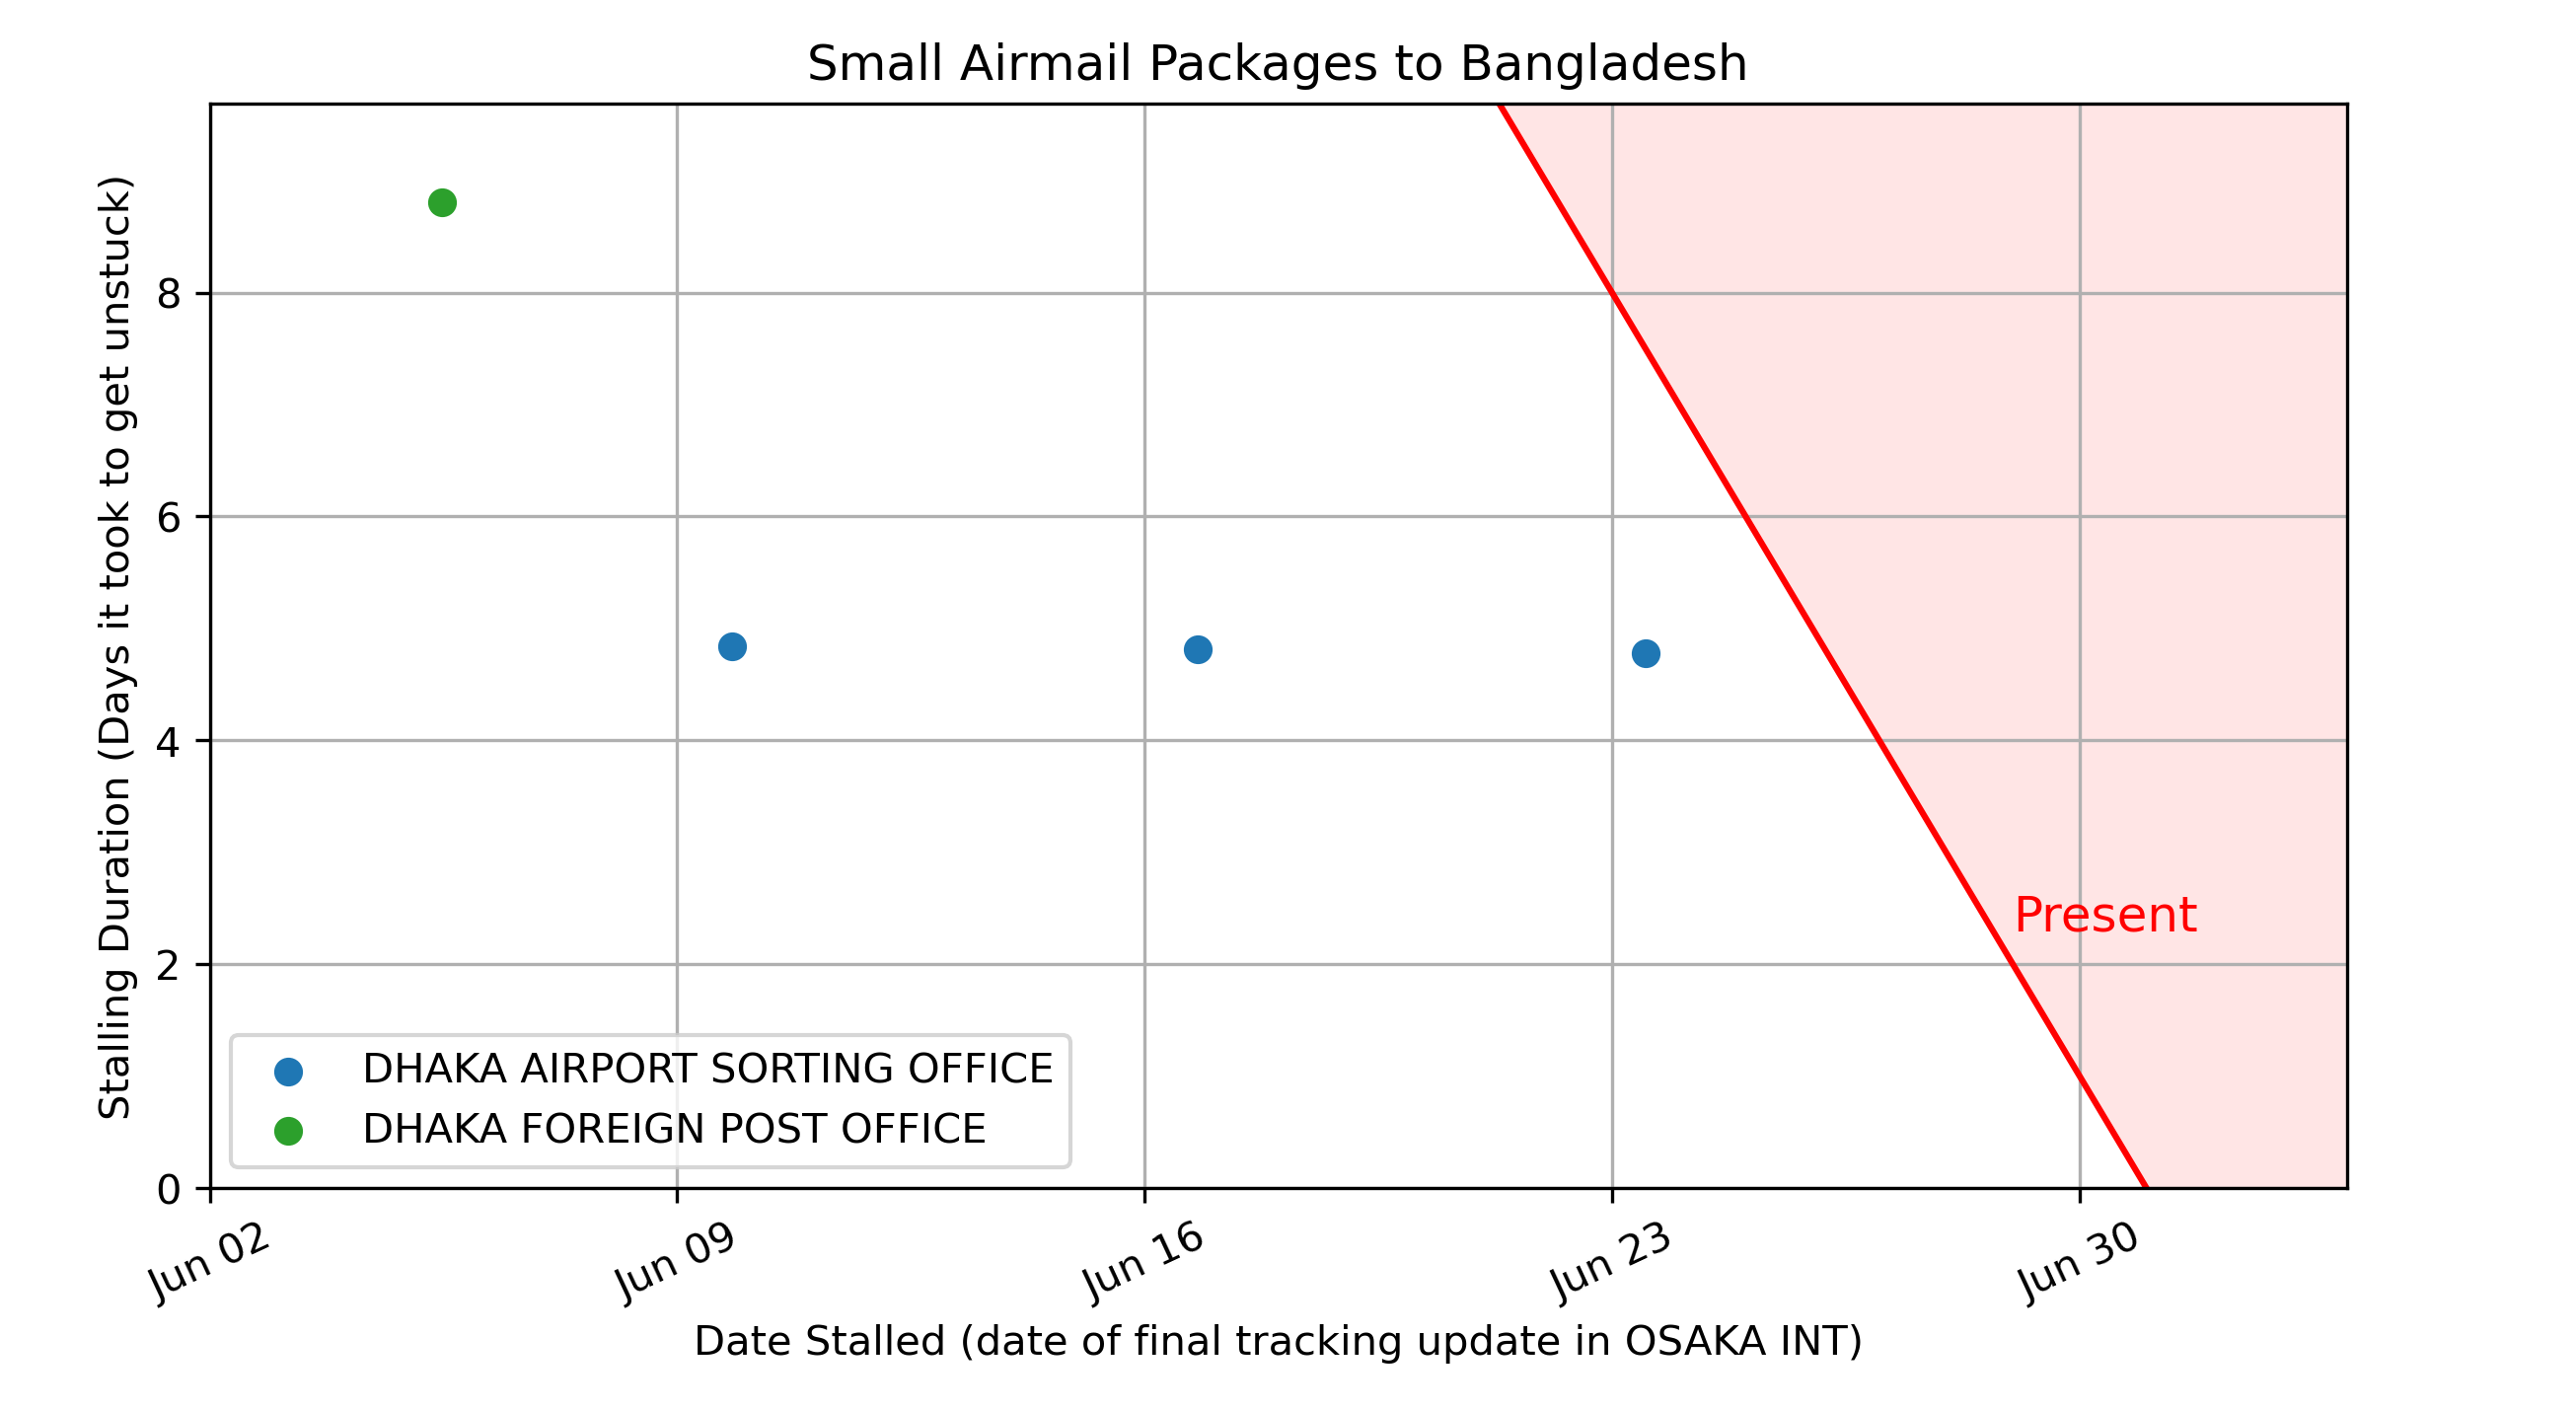 Small Airmail Packages to Bangladesh
Stalling Duration (Days it took to get unstuck)
8
6
4
2
0
Present
DHAKA AIRPORT SORTING OFFICE
DHAKA FOREIGN POST OFFICE
Jun 02
Jun 09
Jun 16
Jun 23
Jun 30
Date Stalled (date of final tracking update in OSAKA INT)